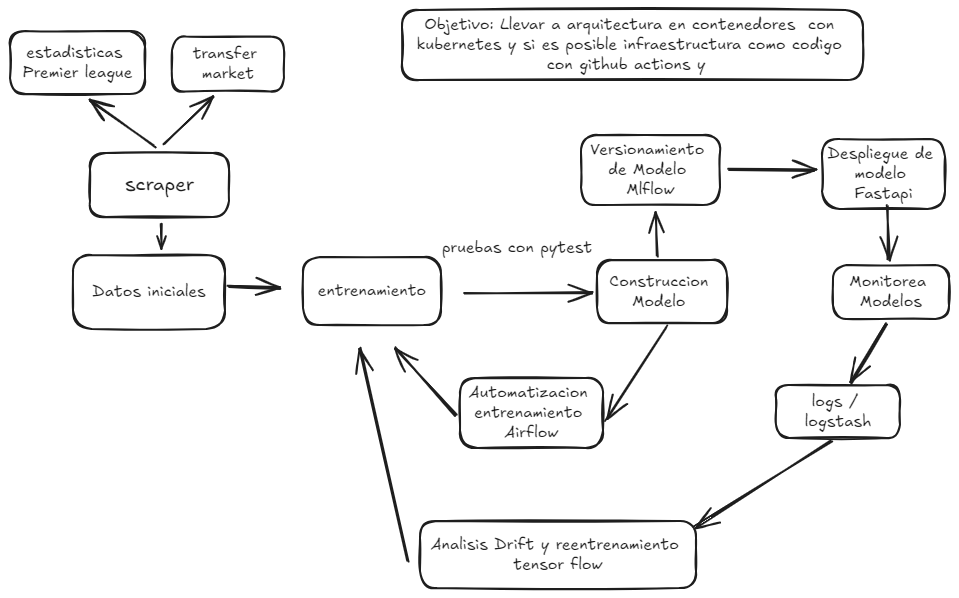 Objetivo: Llevar a arquitectura en contenedores con
kubernetes y si es posible infraestructura como codigo
con github actions y
estadisticas
Premier league
transfer
market
scraper
Datos iniciales
entrenamiento
pruebas con pytest
Construccion
Modelo
Versionamiento
de Modelo
Mlflow
Despliegue de
modelo
Fastapi
Monitorea
Modelos
logs /
logstash
Automatizacion
entrenamiento
Airflow
Analisis Drift y reentrenamiento
tensor flow